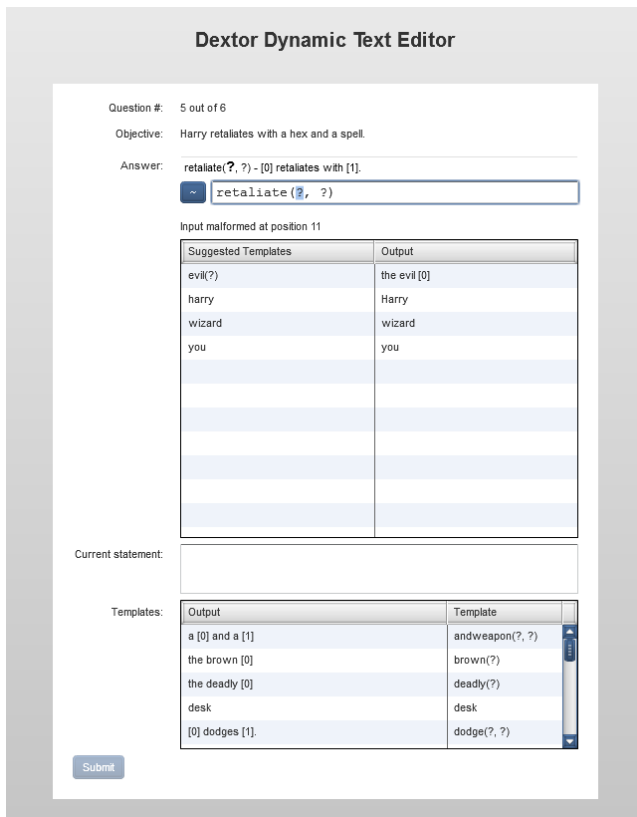 Dextor Dynamic Text Editor
Question #: 5 out of 6
Objective: Harry retaliates with a hex and a spell.
Answer: retaliate(?, ?) - [0] retaliates with [1].
~ retaliate(?, ?)
Input malformed at position 11
Suggested Templates Output
evil(?) the evil [0]
harry Harry
wizard wizard
you you
Current statement:
Templates: Output Template
a [0] and a [1] andweapon(?, ?)
the brown [0] brown(?)
the deadly [0] deadly(?)
desk desk
[0] dodges [1]. dodge(?, ?)
Submit